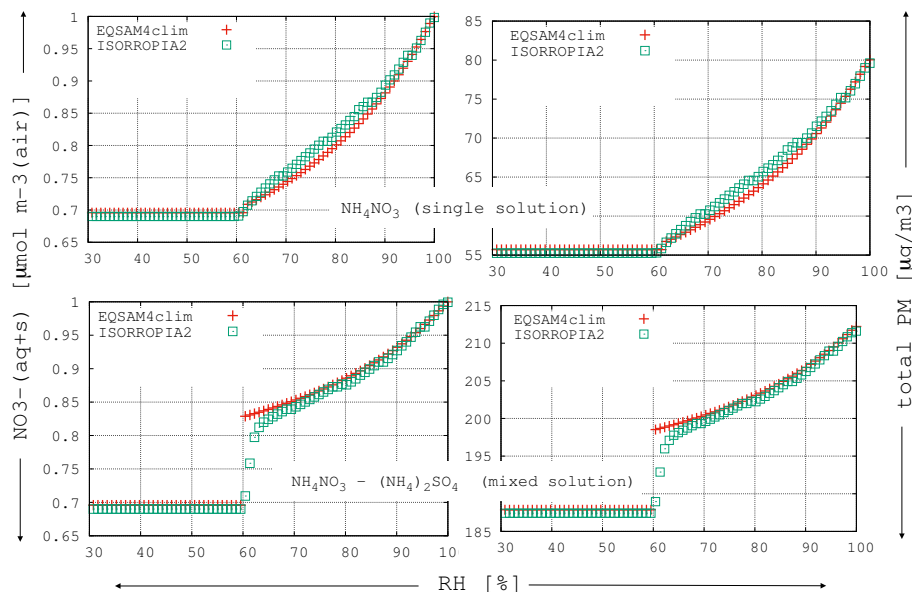 NO3-(aq+s) [μmol m-3(air)]
total PM [μg/m3]
EQSAM4clim
ISORROPIA2
1
0.95
0.9
0.85
0.8
0.75
0.7
0.65
30 40 50 60 70 80 90 100
EQSAM4clim
ISORROPIA2
85
80
75
70
65
55
30 40 50 60 70 80 90 100
NH₄NO₃ (single solution)
EQSAM4clim
ISORROPIA2
1
0.95
0.9
0.85
0.8
0.75
0.7
0.65
30 40 50 60 70 80 90 100
EQSAM4clim
ISORROPIA2
215
210
205
200
195
185
30 40 50 60 70 80 90 100
NH₄NO₃ – (NH₄)₂SO₄ (mixed solution)
RH [%]